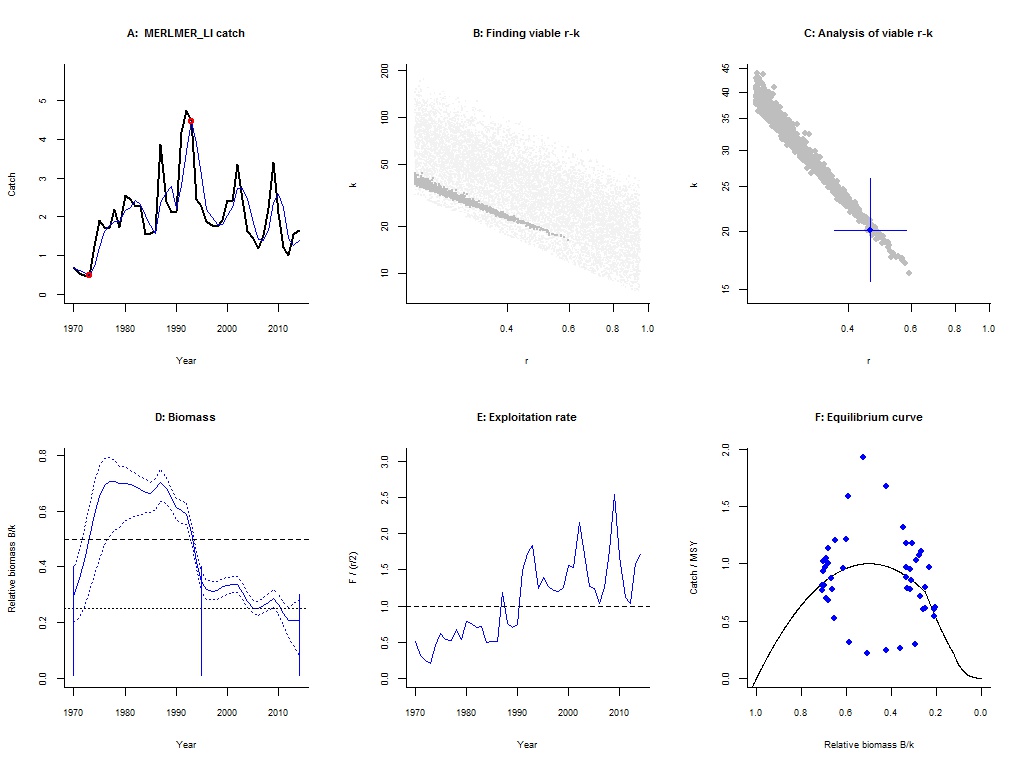 A:  MERLMER_LI catch
Catch
0 1 2 3 4 5
1970 1980 1990 2000 2010
Year
B: Finding viable r-k
k
10 20 50 100 200
0.4 0.6 0.8 1.0
r
C: Analysis of viable r-k
k
15 20 25 30 35 40 45
0.4 0.6 0.8 1.0
r
D: Biomass
Relative biomass B/k
0.0 0.2 0.4 0.6 0.8
1970 1980 1990 2000 2010
Year
E: Exploitation rate
F / (r/2)
0.0 0.5 1.0 1.5 2.0 2.5 3.0
1970 1980 1990 2000 2010
Year
F: Equilibrium curve
Catch / MSY
0.0 0.5 1.0 1.5 2.0
1.0 0.8 0.6 0.4 0.2 0.0
Relative biomass B/k